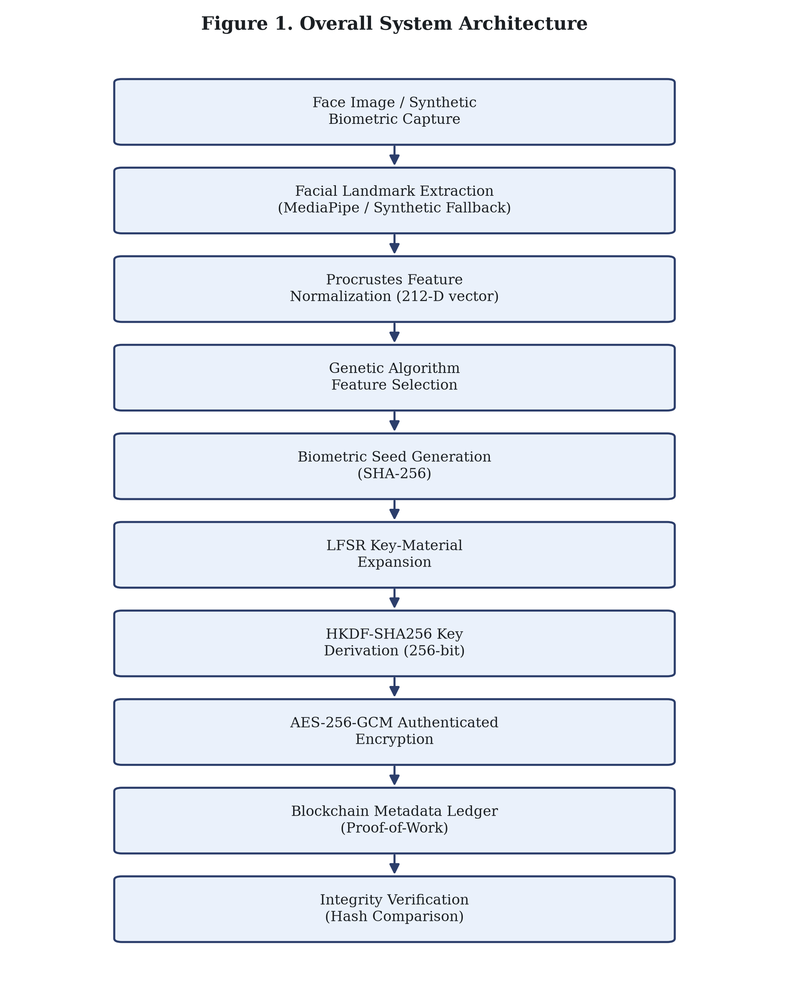 Figure 1. Overall System Architecture
Face Image / Synthetic
Biometric Capture
Facial Landmark Extraction
(MediaPipe / Synthetic Fallback)
Procrustes Feature
Normalization (212-D vector)
Genetic Algorithm
Feature Selection
Biometric Seed Generation
(SHA-256)
LFSR Key-Material
Expansion
HKDF-SHA256 Key
Derivation (256-bit)
AES-256-GCM Authenticated
Encryption
Blockchain Metadata Ledger
(Proof-of-Work)
Integrity Verification
(Hash Comparison)